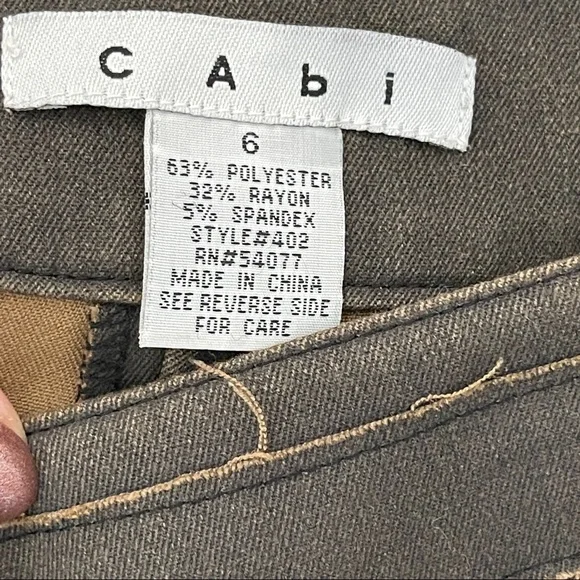 CAbi
6
63% POLYESTER
32% RAYON
5% SPANDEX
STYLE#402
RN#54077
MADE IN CHINA
SEE REVERSE SIDE
FOR CARE